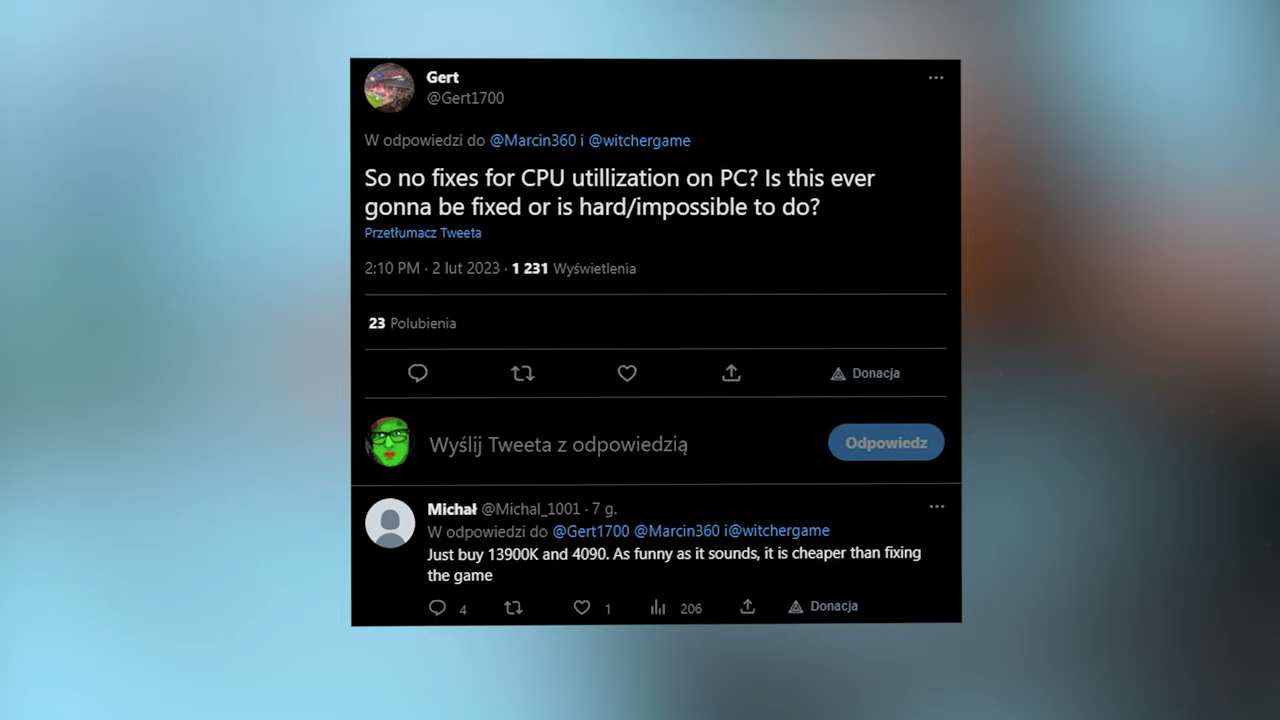 Gert
@Gert1700
W odpowiedzi do @Marcin360 i @witchergame
So no fixes for CPU utillization on PC? Is this ever
gonna be fixed or is hard/impossible to do?
Przetłumacz Tweeta
2:10 PM · 2 lut 2023 · 1 231 Wyświetlenia
23 Polubienia
Donacja
Wyślij Tweeta z odpowiedzią
Odpowiedz
Michał @Michal_1001 · 7 g.
W odpowiedzi do @Gert1700 @Marcin360 i@witchergame
Just buy 13900K and 4090. As funny as it sounds, it is cheaper than fixing
the game
4 1 206 Donacja